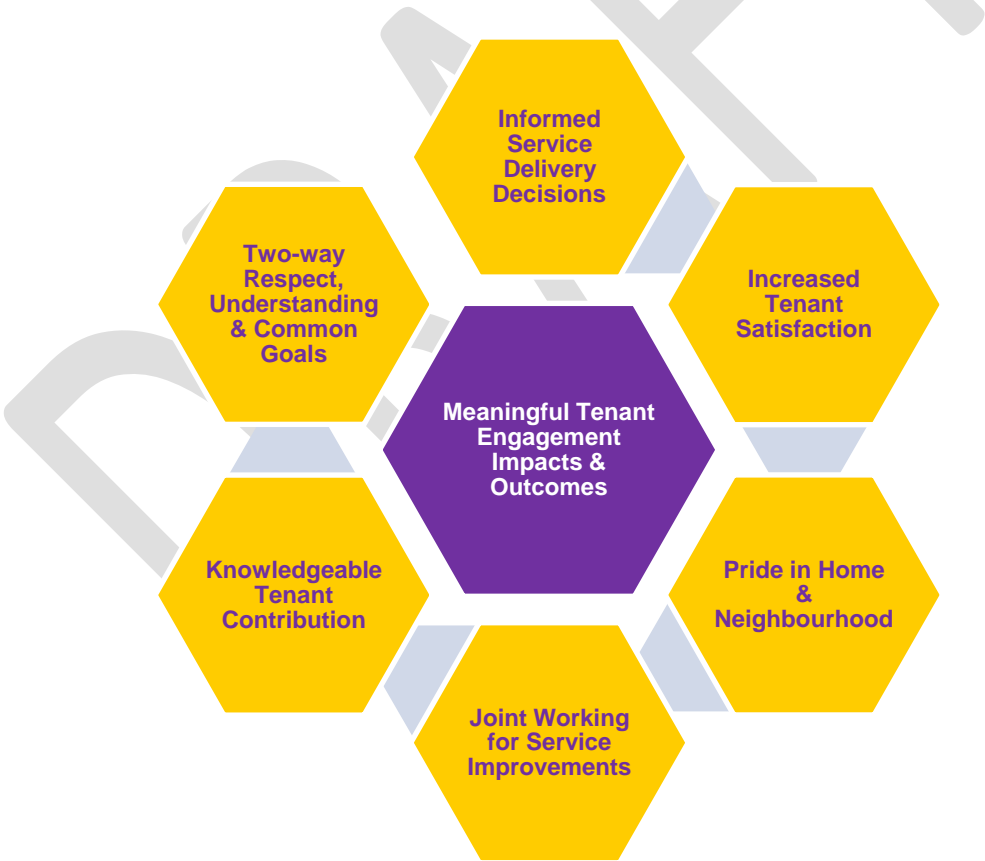 Informed
Service
Delivery
Decisions
Two-way
Respect,
Understanding
& Common
Goals
Increased
Tenant
Satisfaction
Meaningful Tenant
Engagement
Impacts &
Outcomes
Knowledgeable
Tenant
Contribution
Pride in Home
&
Neighbourhood
Joint Working
for Service
Improvements